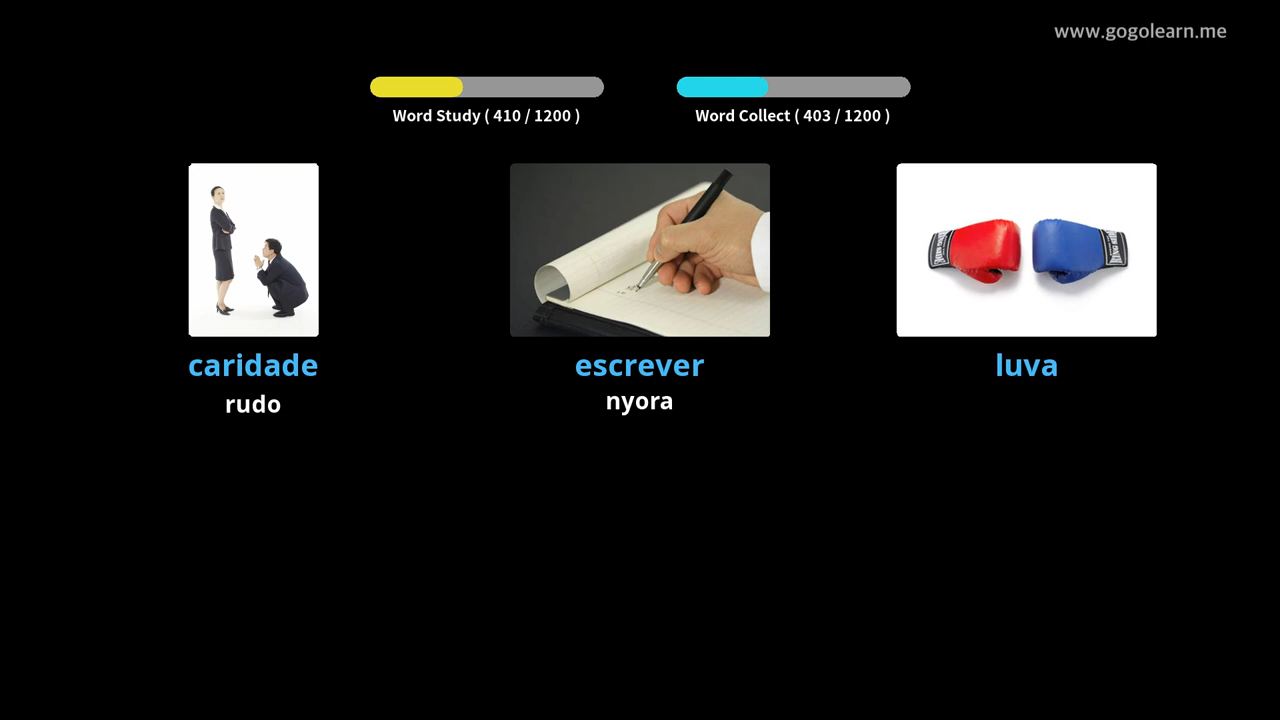 www.gogolearn.me
Word Study ( 410 / 1200 )
Word Collect ( 403 / 1200 )
caridade
rudo
escrever
nyora
luva